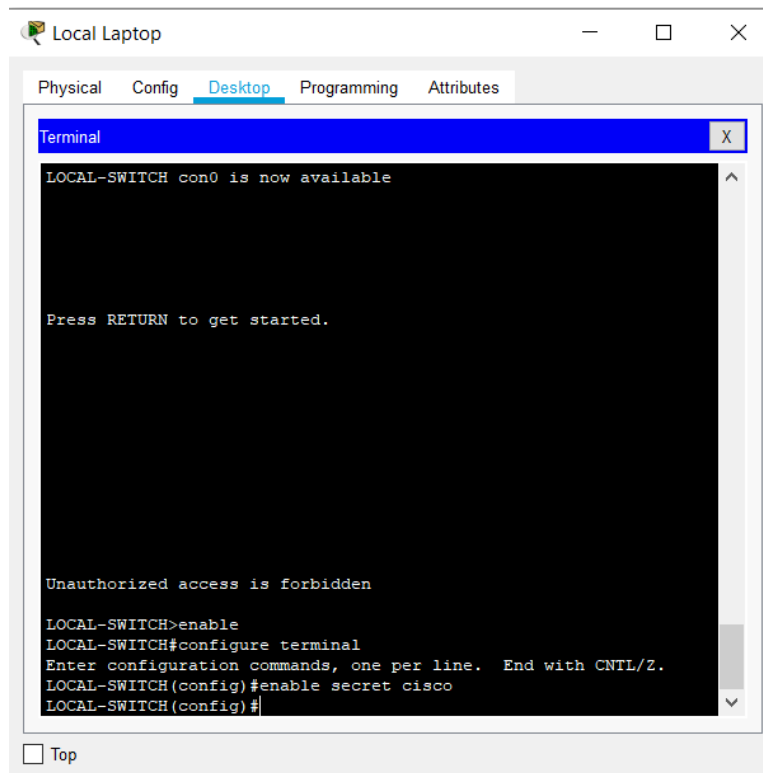 Local Laptop
Physical Config Desktop Programming Attributes
Terminal X
LOCAL-SWITCH con0 is now available
Press RETURN to get started.
Unauthorized access is forbidden
LOCAL-SWITCH>enable
LOCAL-SWITCH#configure terminal
Enter configuration commands, one per line.  End with CNTL/Z.
LOCAL-SWITCH(config)#enable secret cisco
LOCAL-SWITCH(config)#
Top